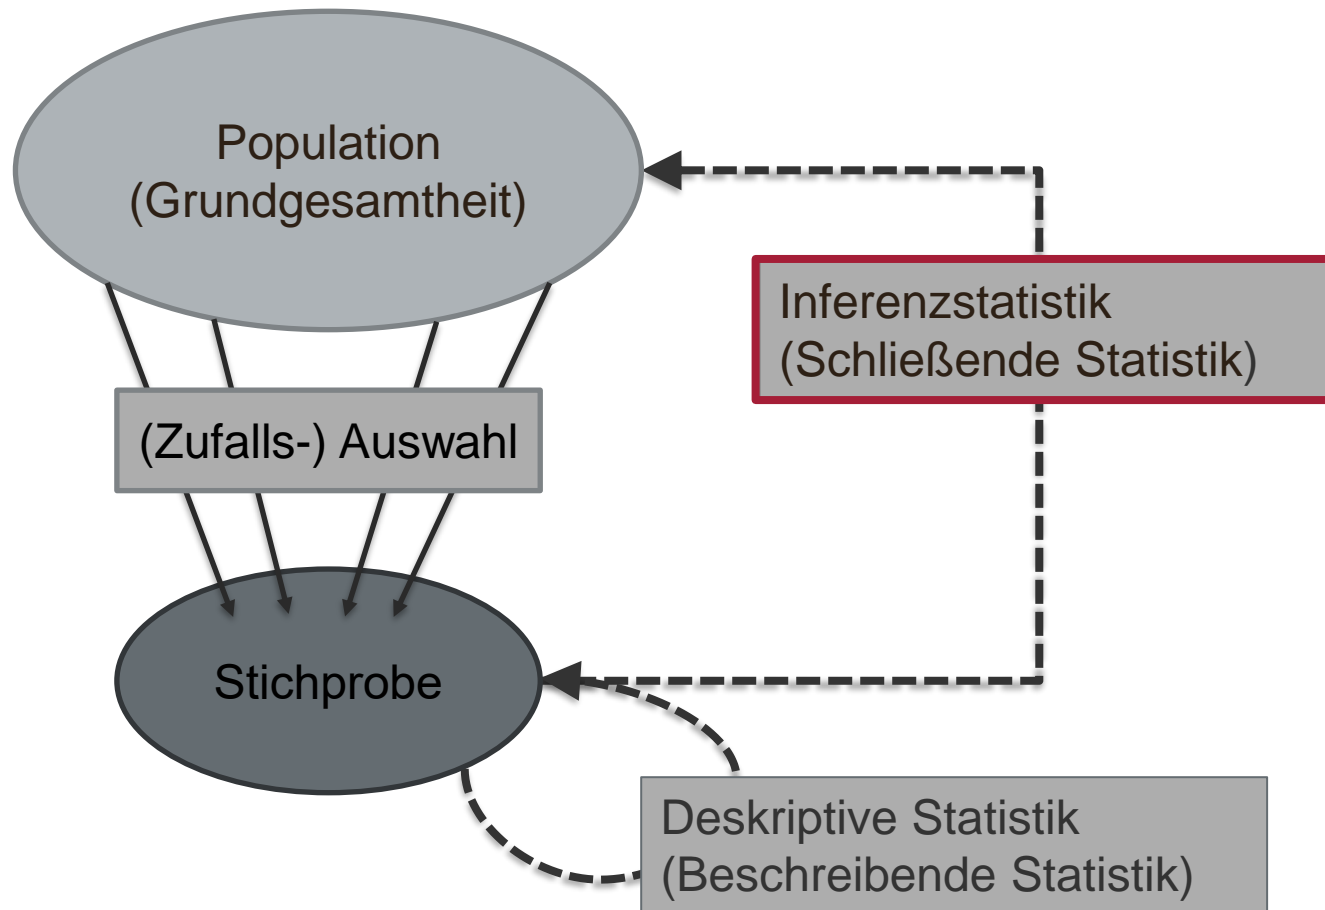 Population
(Grundgesamtheit)
Inferenzstatistik
(Schließende Statistik)
(Zufalls-) Auswahl
Stichprobe
Deskriptive Statistik
(Beschreibende Statistik)